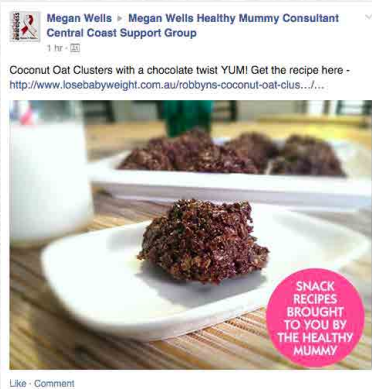 Megan Wells ▸ Megan Wells Healthy Mummy Consultant
Central Coast Support Group
1 hr ·
Coconut Oat Clusters with a chocolate twist YUM! Get the recipe here -
http://www.losebabyweight.com.au/robbyns-coconut-oat-clus.../...
SNACK
RECIPES
BROUGHT
TO YOU BY
THE HEALTHY
MUMMY
Like · Comment